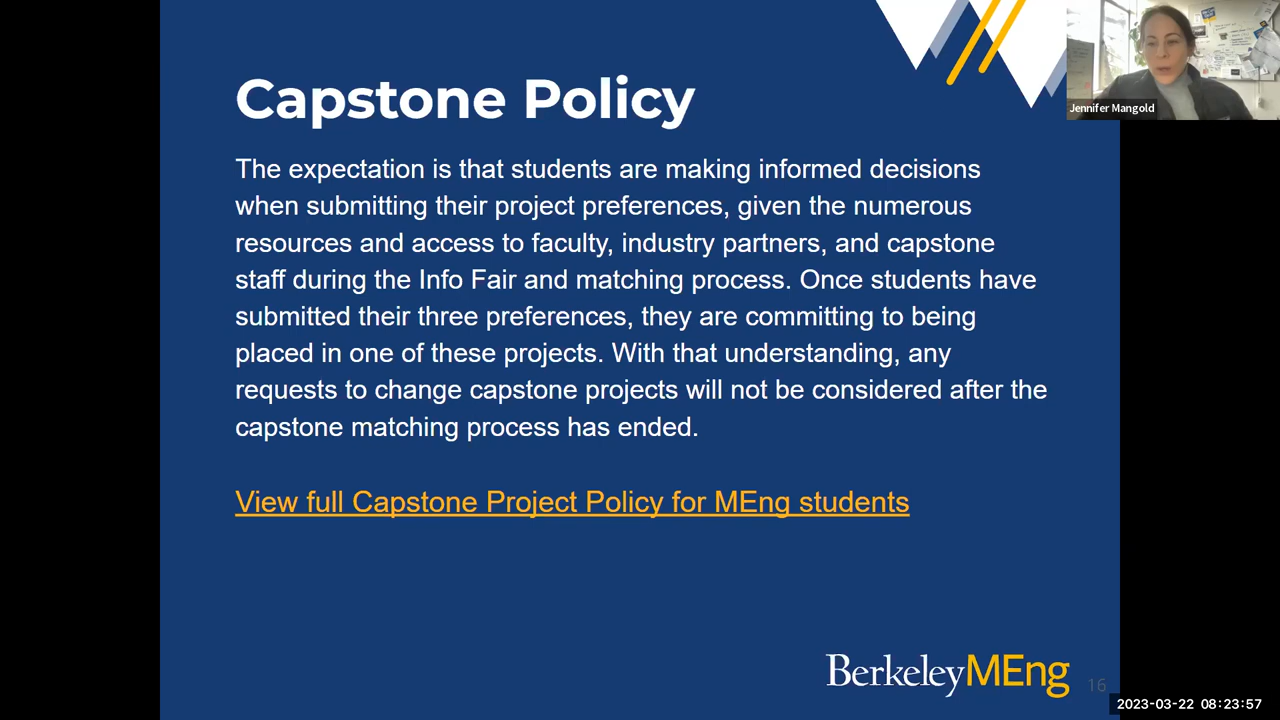 Capstone Policy
The expectation is that students are making informed decisions
when submitting their project preferences, given the numerous
resources and access to faculty, industry partners, and capstone
staff during the Info Fair and matching process. Once students have
submitted their three preferences, they are committing to being
placed in one of these projects. With that understanding, any
requests to change capstone projects will not be considered after the
capstone matching process has ended.
View full Capstone Project Policy for MEng students
Jennifer Mangold
BerkeleyMEng
16
2023-03-22 08:23:57